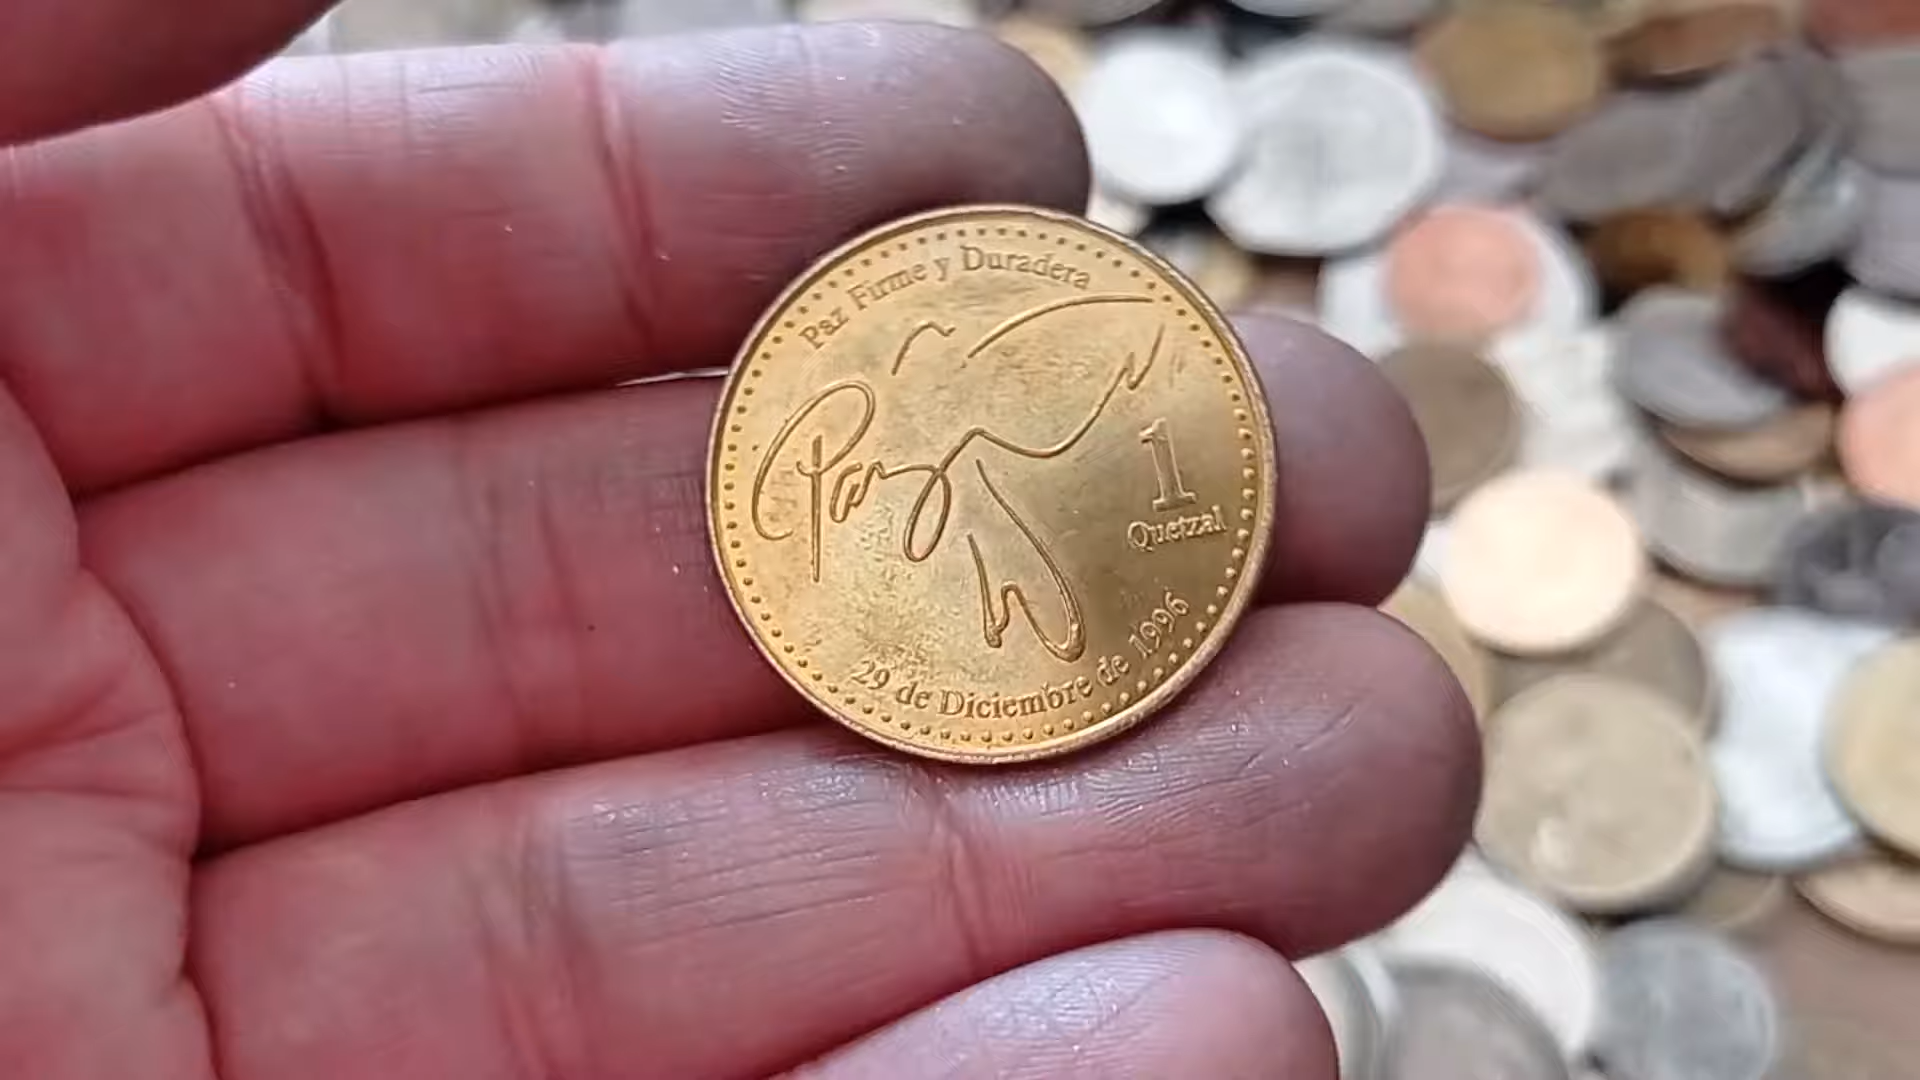 Paz Firme y Duradera
Paz
1
Quetzal
29 de Diciembre de 1996